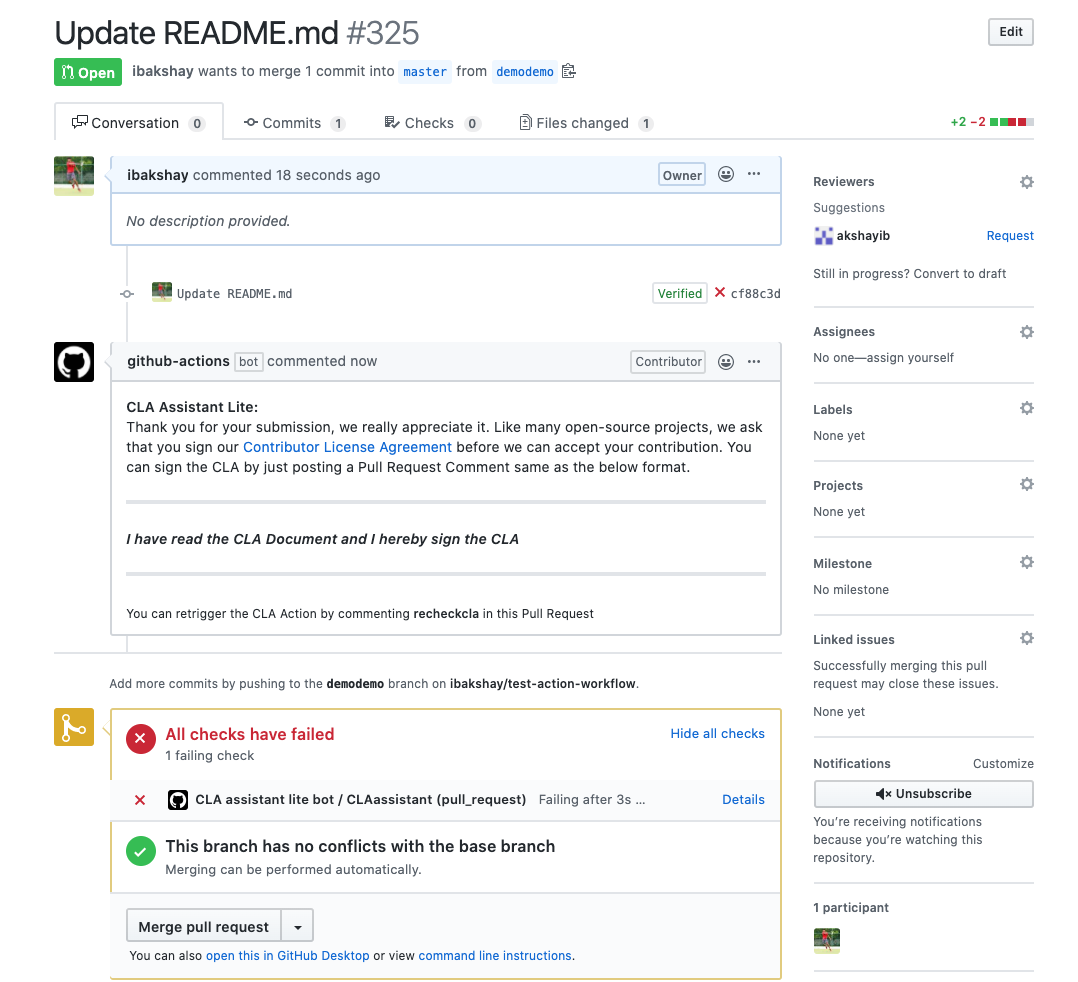 Update README.md #325
Edit
Open ibakshay wants to merge 1 commit into master from demodemo
Conversation 0 Commits 1 Checks 0 Files changed 1 +2 −2
ibakshay commented 18 seconds ago Owner
No description provided.
Update README.md Verified cf88c3d
github-actions bot commented now Contributor
CLA Assistant Lite:
Thank you for your submission, we really appreciate it. Like many open-source projects, we ask
that you sign our Contributor License Agreement before we can accept your contribution. You
can sign the CLA by just posting a Pull Request Comment same as the below format.
I have read the CLA Document and I hereby sign the CLA
You can retrigger the CLA Action by commenting recheckcla in this Pull Request
Add more commits by pushing to the demodemo branch on ibakshay/test-action-workflow.
All checks have failed Hide all checks
1 failing check
CLA assistant lite bot / CLAassistant (pull_request) Failing after 3s ... Details
This branch has no conflicts with the base branch
Merging can be performed automatically.
Merge pull request
You can also open this in GitHub Desktop or view command line instructions.
Reviewers
Suggestions
akshayib Request
Still in progress? Convert to draft
Assignees
No one—assign yourself
Labels
None yet
Projects
None yet
Milestone
No milestone
Linked issues
Successfully merging this pull
request may close these issues.
None yet
Notifications Customize
Unsubscribe
You're receiving notifications
because you're watching this
repository.
1 participant